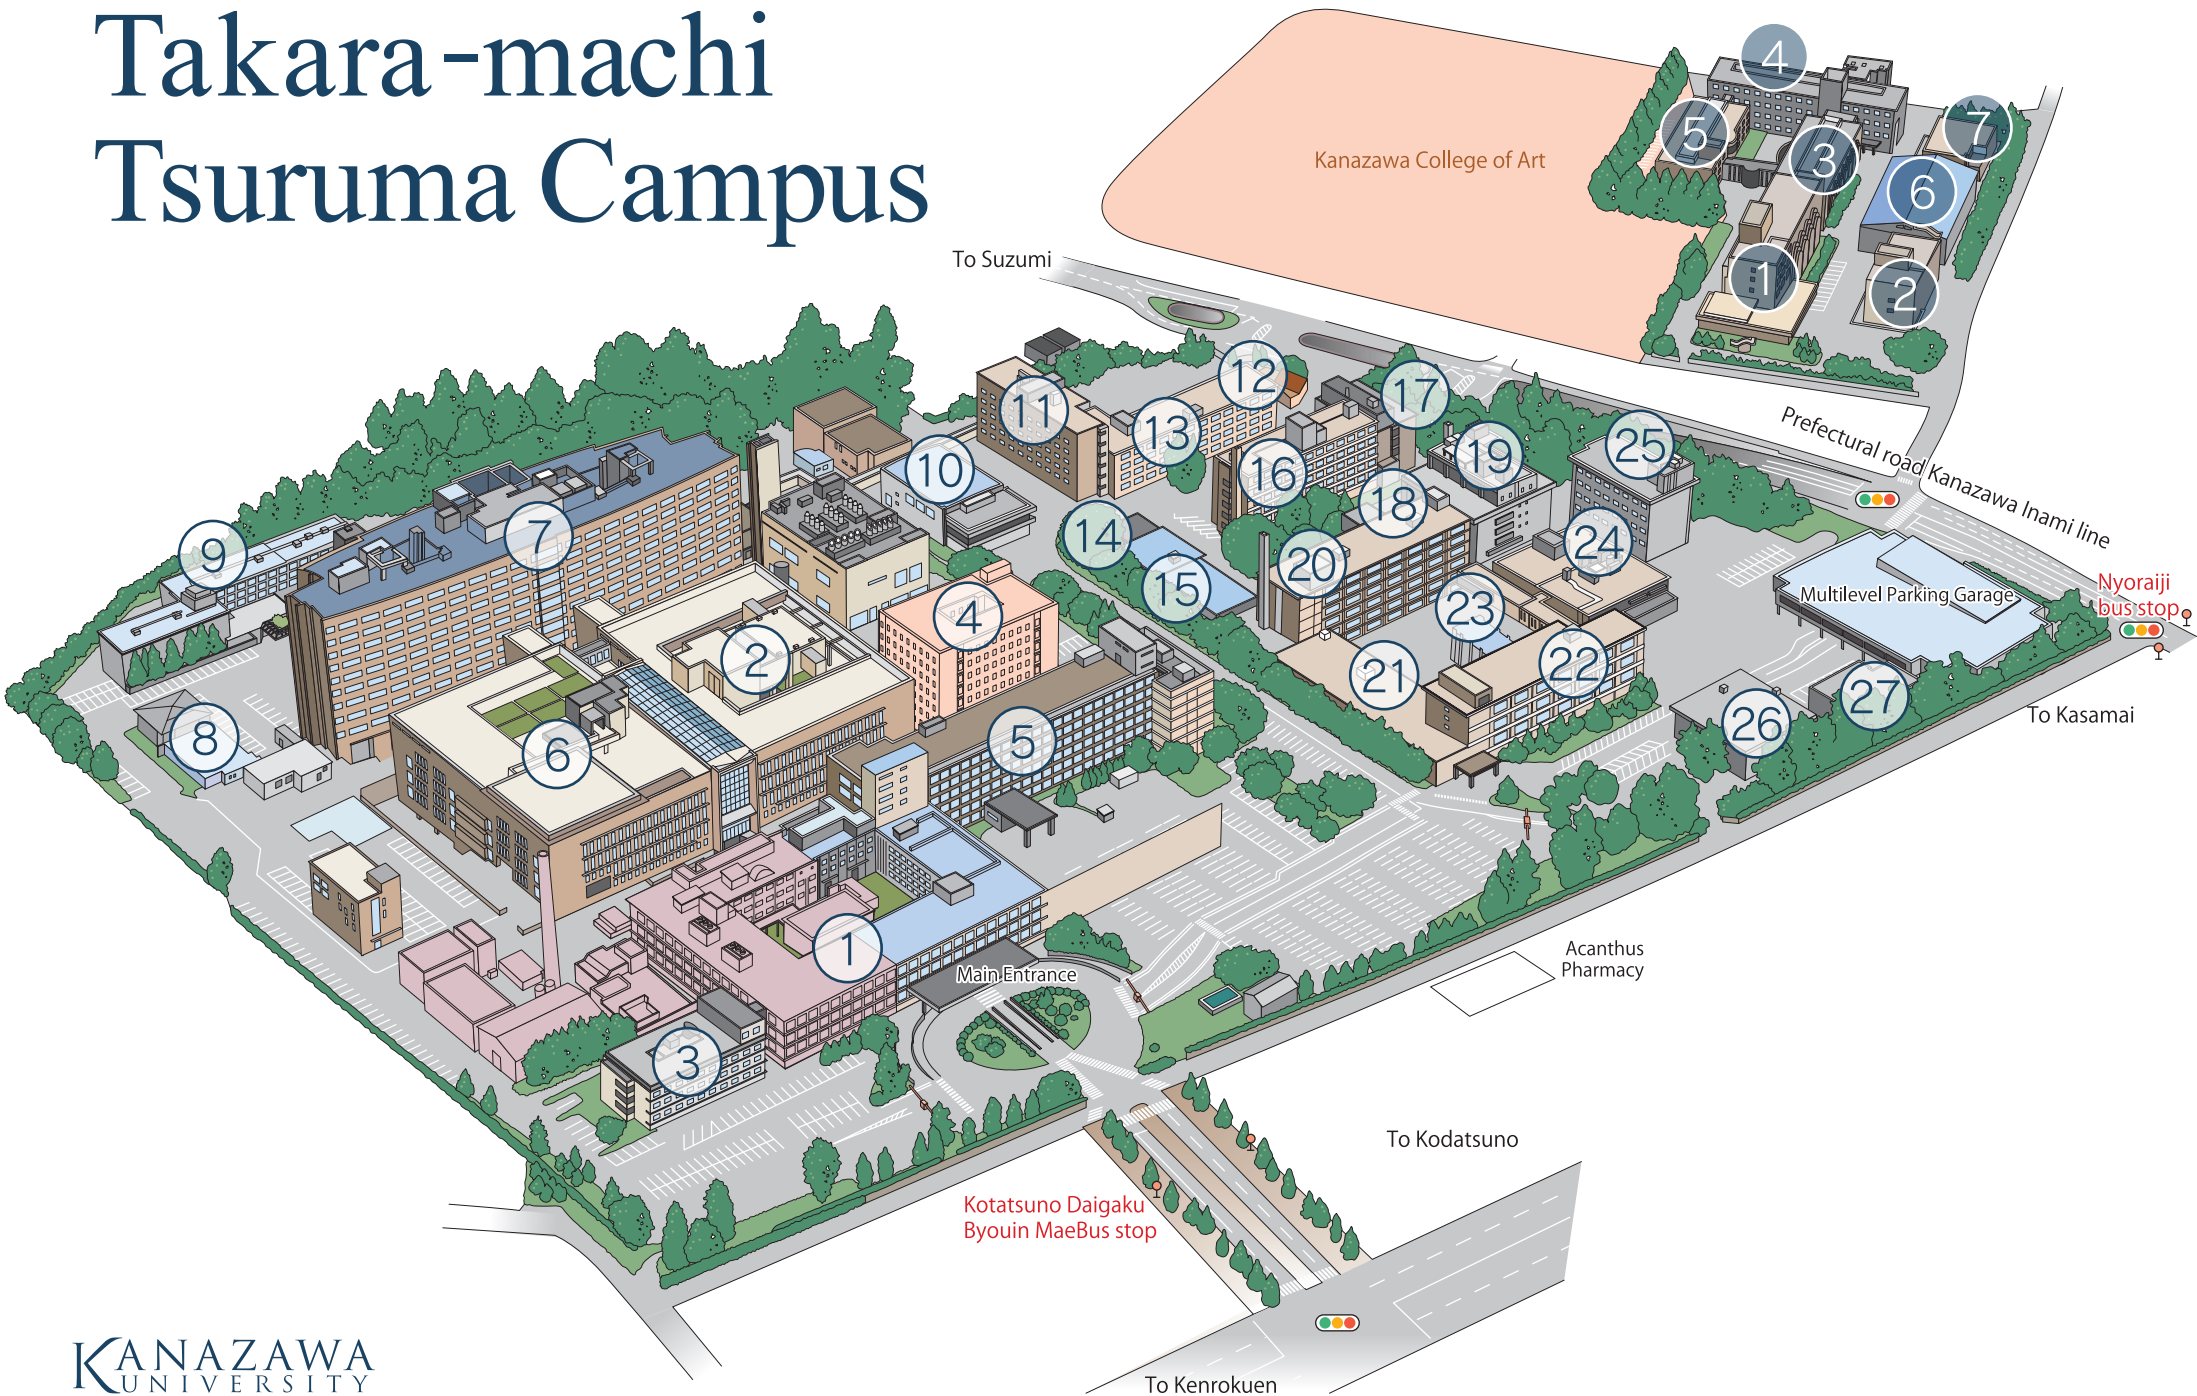 Takara-machi
Tsuruma Campus
Kanazawa College of Art
4
5
3
7
6
1
2
To Suzumi
Prefectural road Kanazawa Inami line
12
11
13
17
10
16
19
25
18
9
7
14
15
20
24
Multilevel Parking Garage
Nyoraiji
bus stop
4
23
2
21
22
27
8
6
5
26
To Kasamai
1
Main Entrance
Acanthus
Pharmacy
3
To Kodatsuno
Kotatsuno Daigaku
Byouin MaeBus stop
KANAZAWA
UNIVERSITY
To Kenrokuen